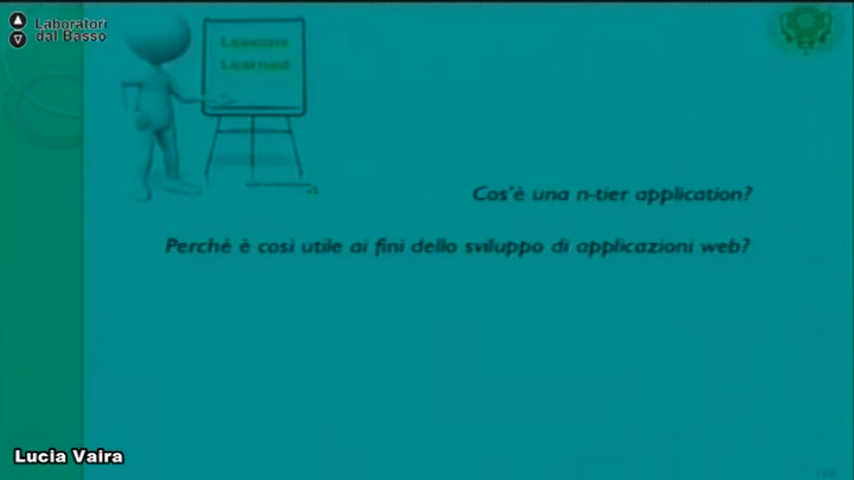 Laboratori
dal Basso
Lessons
Learned
Cos'è una n-tier application?
Perché è così utile ai fini dello sviluppo di applicazioni web?
Lucia Vaira